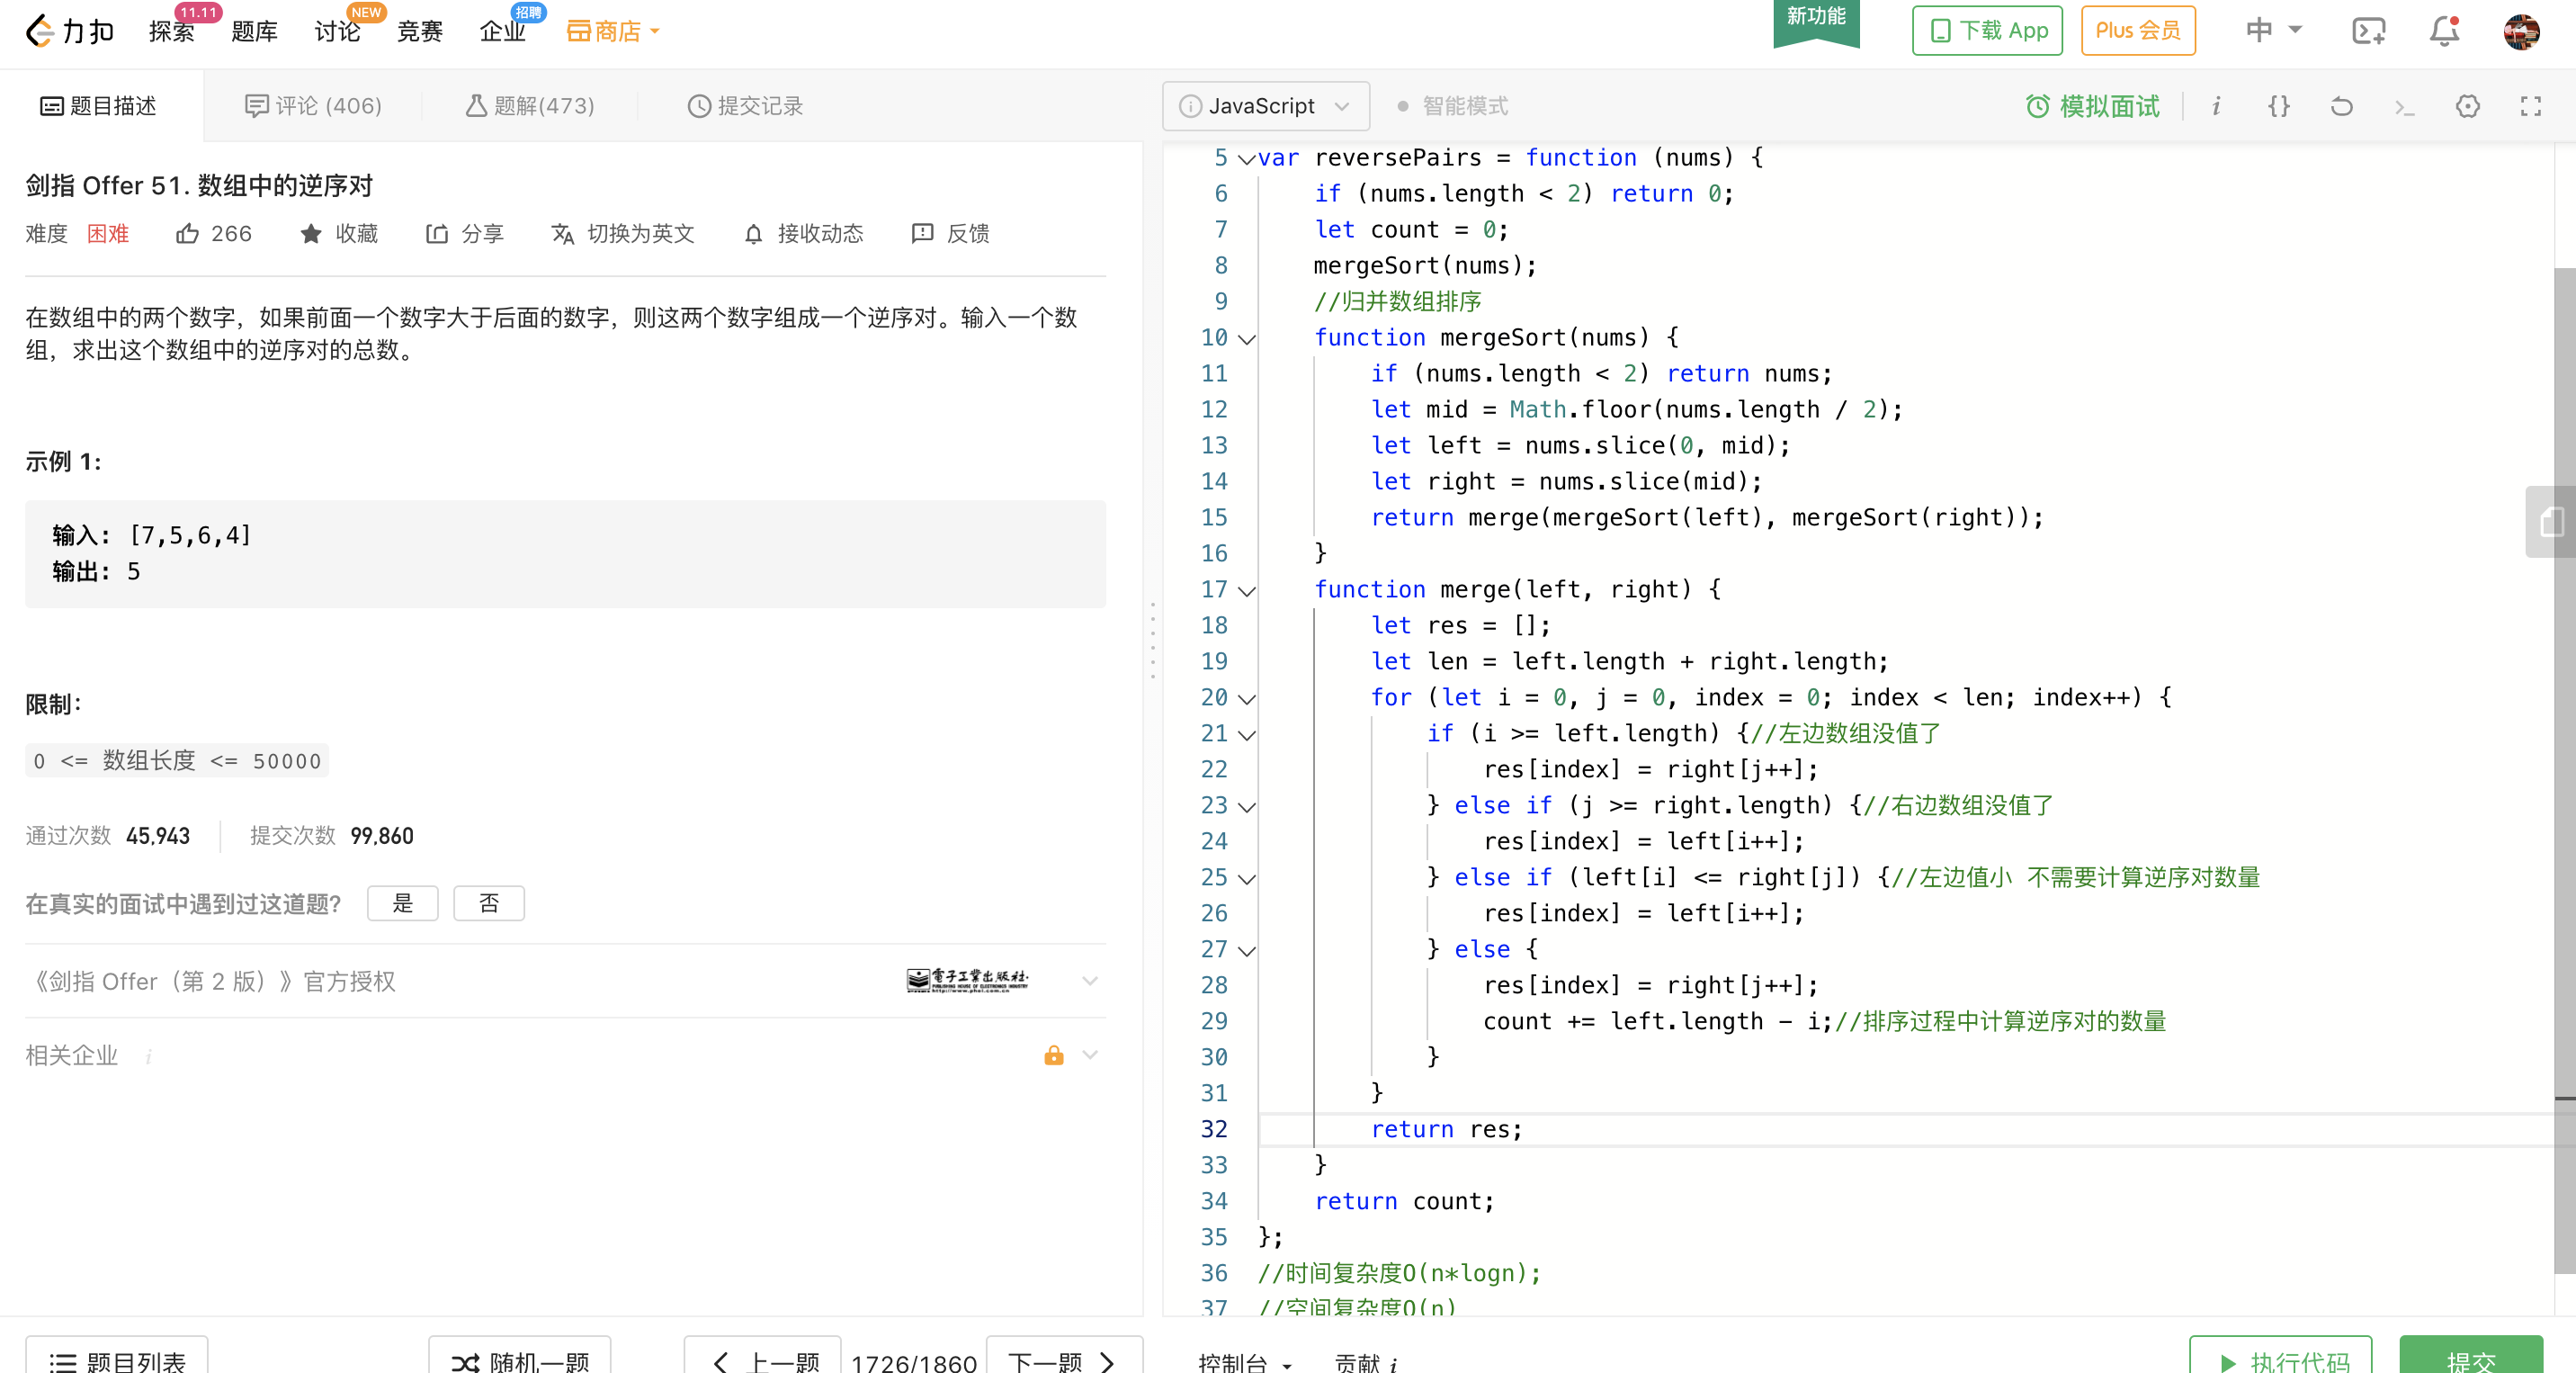 力扣 探索 11.11 题库 讨论 NEW 竞赛 企业 招聘 商店 新功能 下载 App Plus 会员 中
题目描述 评论 (406) 题解(473) 提交记录
剑指 Offer 51. 数组中的逆序对
难度 困难 266 收藏 分享 切换为英文 接收动态 反馈
在数组中的两个数字，如果前面一个数字大于后面的数字，则这两个数字组成一个逆序对。输入一个数
组，求出这个数组中的逆序对的总数。
示例 1:
输入: [7,5,6,4]
输出: 5
限制：
0 <= 数组长度 <= 50000
通过次数 45,943 提交次数 99,860
在真实的面试中遇到过这道题? 是 否
《剑指 Offer（第 2 版）》官方授权 電子工業出版社
PUBLISHING HOUSE OF ELECTRONICS INDUSTRY
http://www.phei.com.cn
相关企业 i
题目列表 随机一题 上一题 1726/1860 下一题
JavaScript 智能模式 模拟面试 i {} >_
5 var reversePairs = function (nums) {
6 if (nums.length < 2) return 0;
7 let count = 0;
8 mergeSort(nums);
9 //归并数组排序
10 function mergeSort(nums) {
11 if (nums.length < 2) return nums;
12 let mid = Math.floor(nums.length / 2);
13 let left = nums.slice(0, mid);
14 let right = nums.slice(mid);
15 return merge(mergeSort(left), mergeSort(right));
16 }
17 function merge(left, right) {
18 let res = [];
19 let len = left.length + right.length;
20 for (let i = 0, j = 0, index = 0; index < len; index++) {
21 if (i >= left.length) {//左边数组没值了
22 res[index] = right[j++];
23 } else if (j >= right.length) {//右边数组没值了
24 res[index] = left[i++];
25 } else if (left[i] <= right[j]) {//左边值小 不需要计算逆序对数量
26 res[index] = left[i++];
27 } else {
28 res[index] = right[j++];
29 count += left.length - i;//排序过程中计算逆序对的数量
30 }
31 }
32 return res;
33 }
34 return count;
35 };
36 //时间复杂度O(n*logn);
37 //空间复杂度O(n)
控制台 贡献 i 执行代码 提交